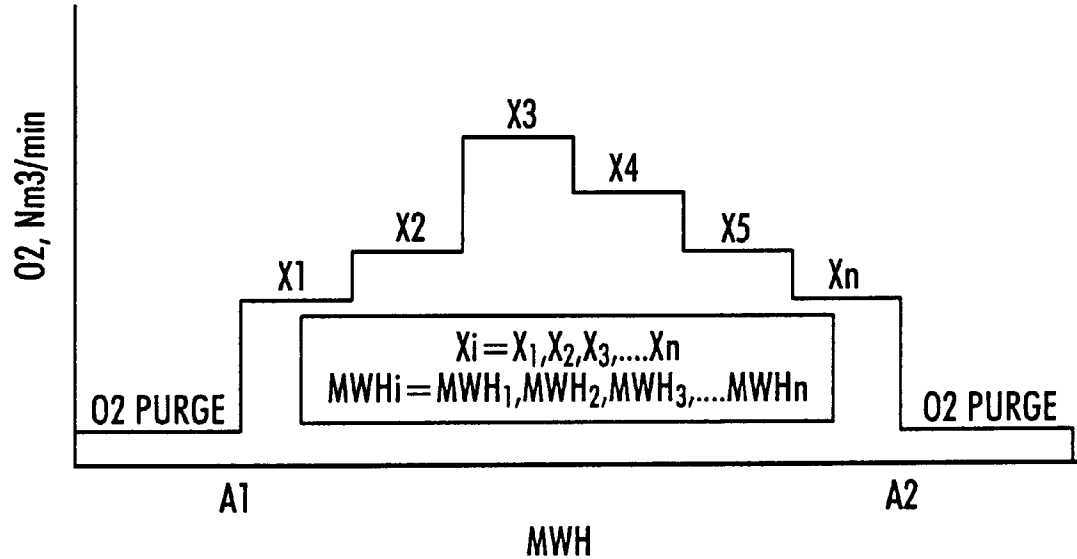 O2, Nm3/min
X3
X4
X2
X5
X1
Xn
Xi=X₁,X₂,X₃,....Xn
MWHi=MWH₁,MWH₂,MWH₃,....MWHn
O2 PURGE
O2 PURGE
A1
A2
MWH